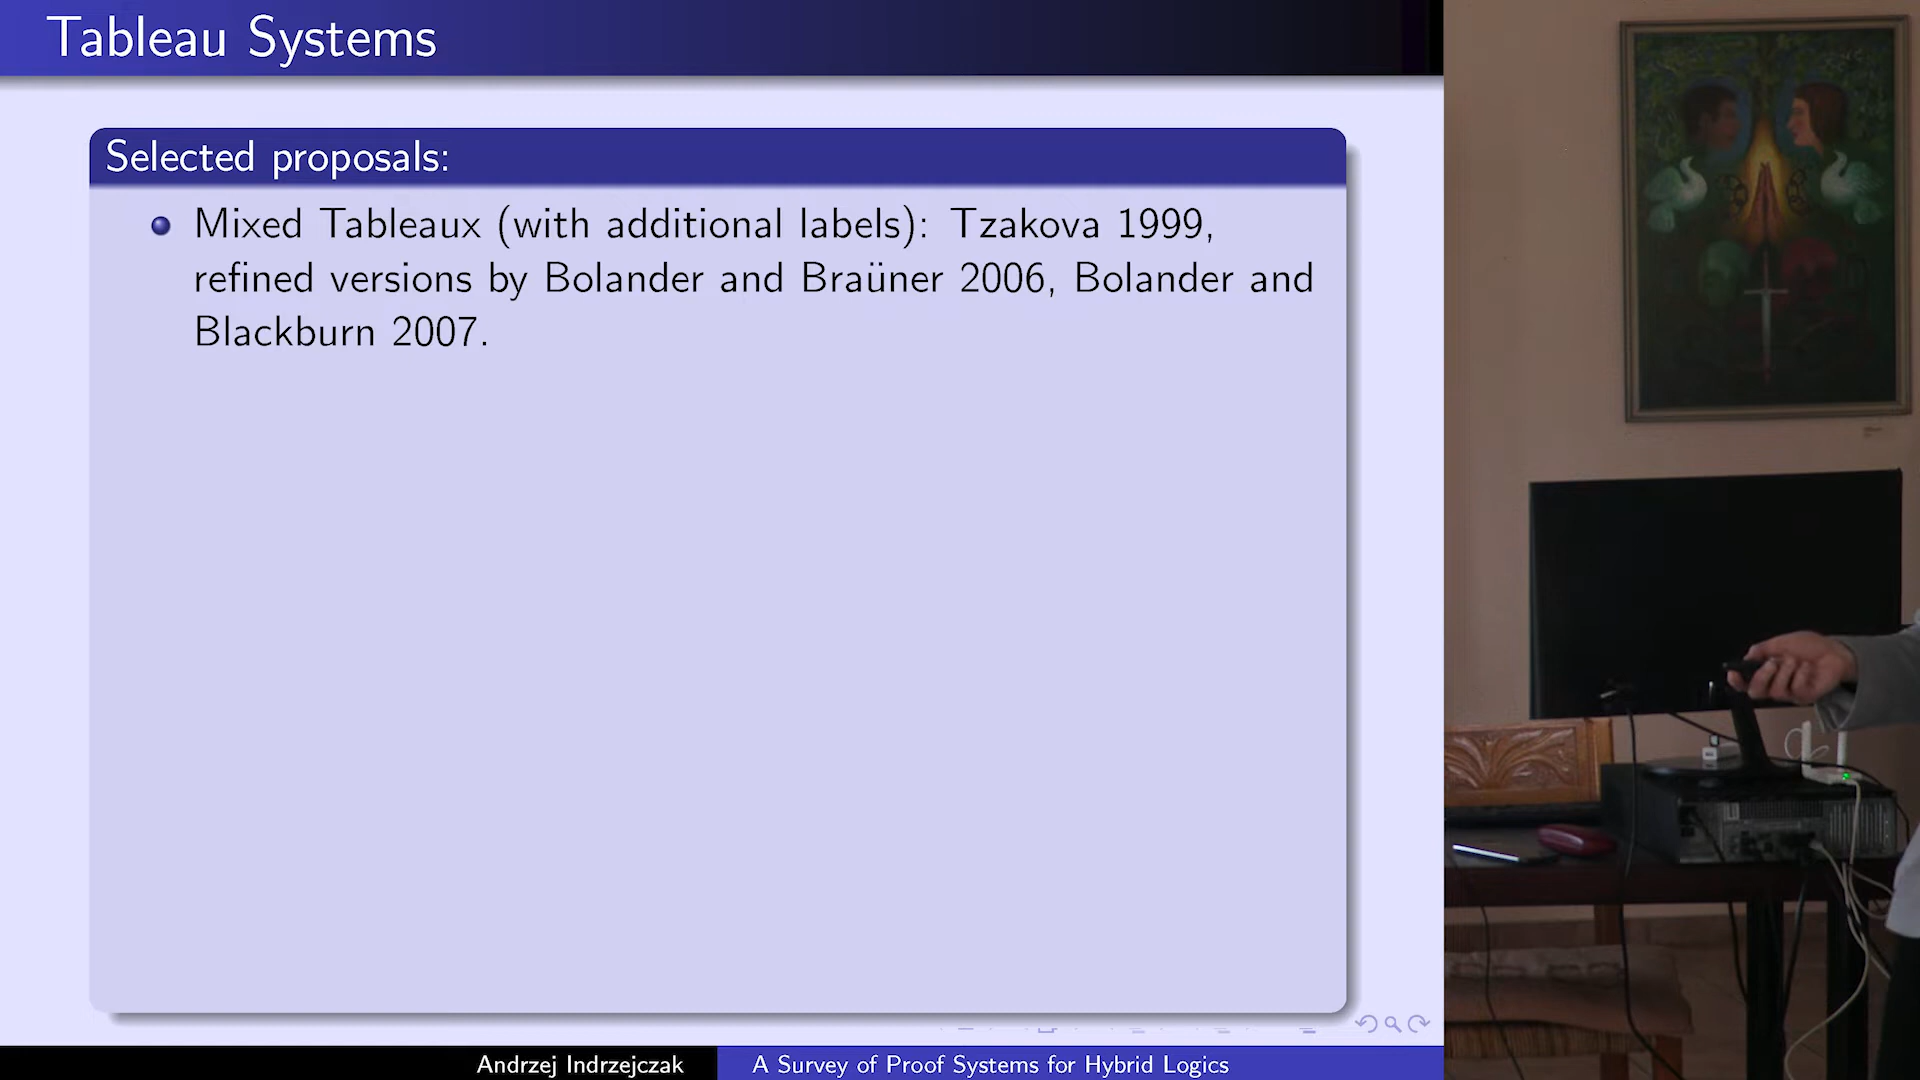 Tableau Systems
Selected proposals:
Mixed Tableaux (with additional labels): Tzakova 1999,
refined versions by Bolander and Braüner 2006, Bolander and
Blackburn 2007.
Andrzej Indrzejczak
A Survey of Proof Systems for Hybrid Logics